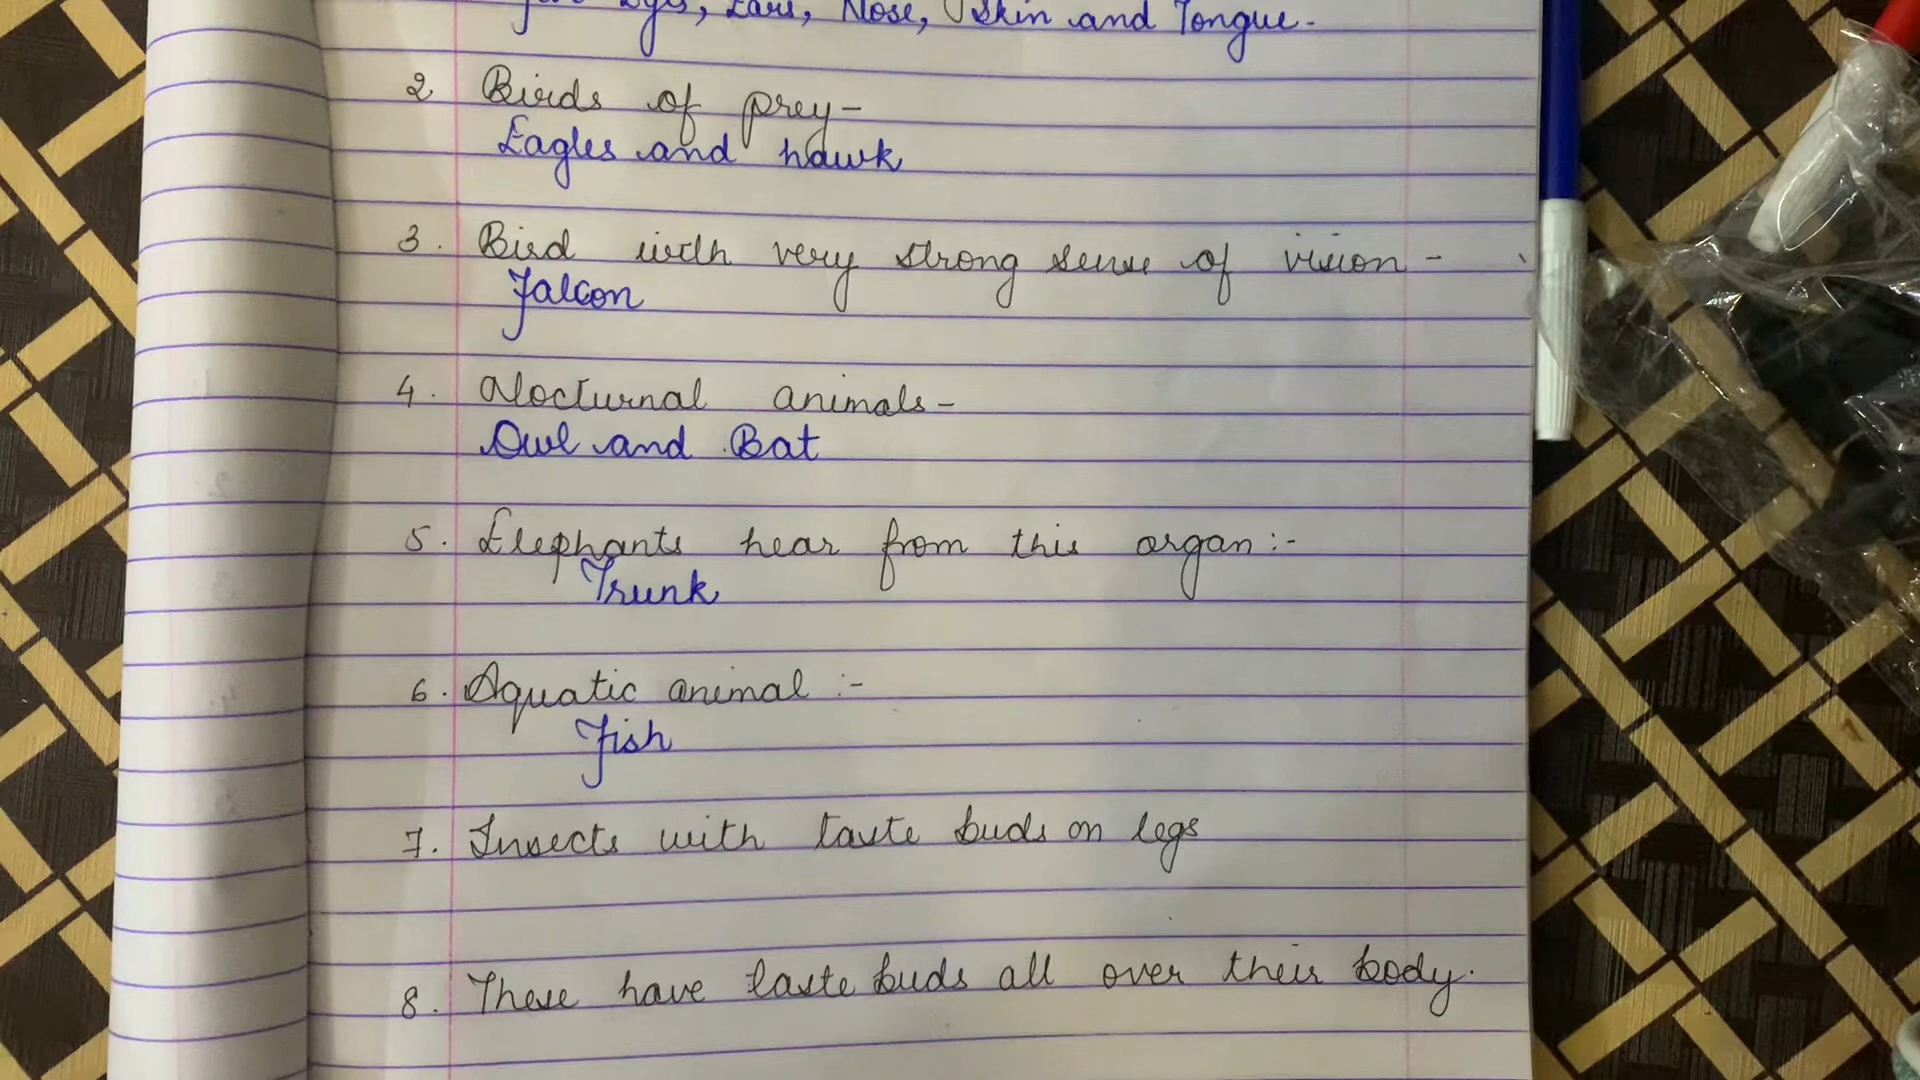 Eyes, Ears, Nose, Skin and Tongue.
2. Birds of prey-
Eagles and hawk
3. Bird with very strong sense of vision -
Falcon
4. Nocturnal animals-
Owl and Bat
5. Elephants hear from this organ:-
Trunk
6. Aquatic animal :-
Fish
7. Insects with taste buds on legs
8. These have taste buds all over their body.